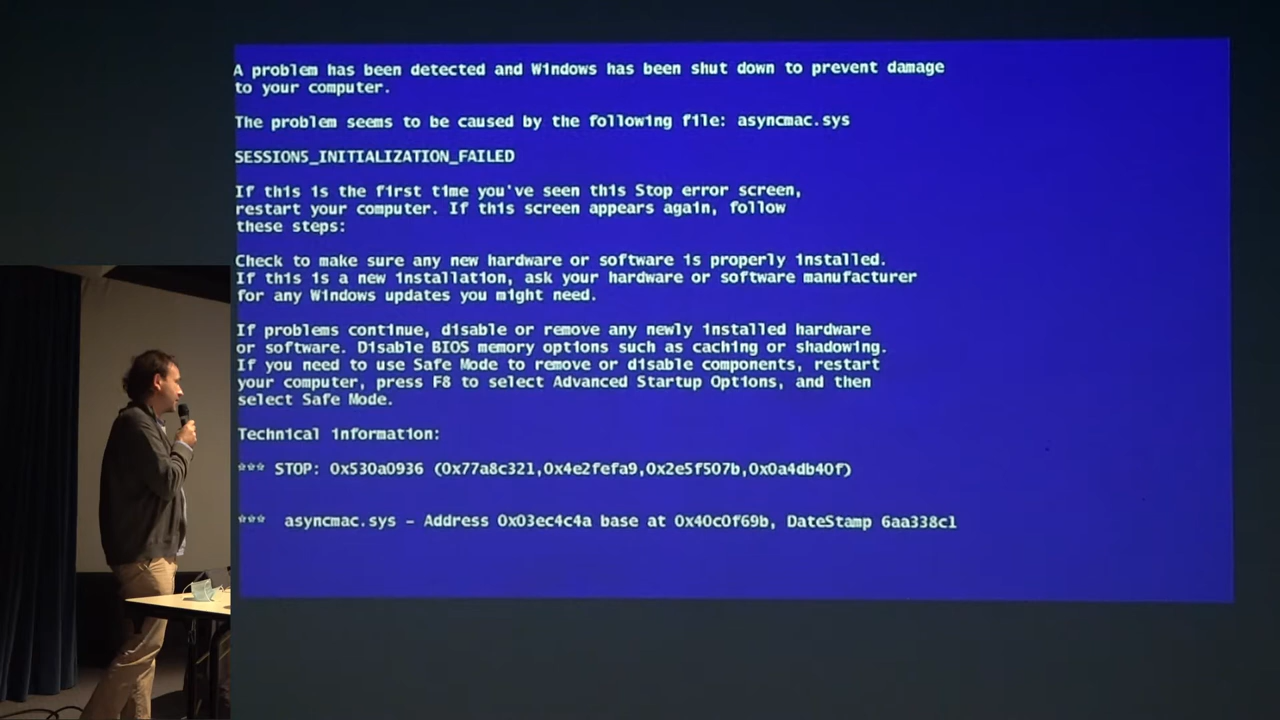 A problem has been detected and Windows has been shut down to prevent damage
to your computer.
The problem seems to be caused by the following file: asyncmac.sys
SESSION5_INITIALIZATION_FAILED
If this is the first time you've seen this Stop error screen,
restart your computer. If this screen appears again, follow
these steps:
Check to make sure any new hardware or software is properly installed.
If this is a new installation, ask your hardware or software manufacturer
for any Windows updates you might need.
If problems continue, disable or remove any newly installed hardware
or software. Disable BIOS memory options such as caching or shadowing.
If you need to use Safe Mode to remove or disable components, restart
your computer, press F8 to select Advanced Startup Options, and then
select Safe Mode.
Technical information:
*** STOP: 0x530a0936 (0x77a8c321,0x4e2fefa9,0x2e5f507b,0x0a4db40f)
*** asyncmac.sys - Address 0x03ec4c4a base at 0x40c0f69b, DateStamp 6aa338c1